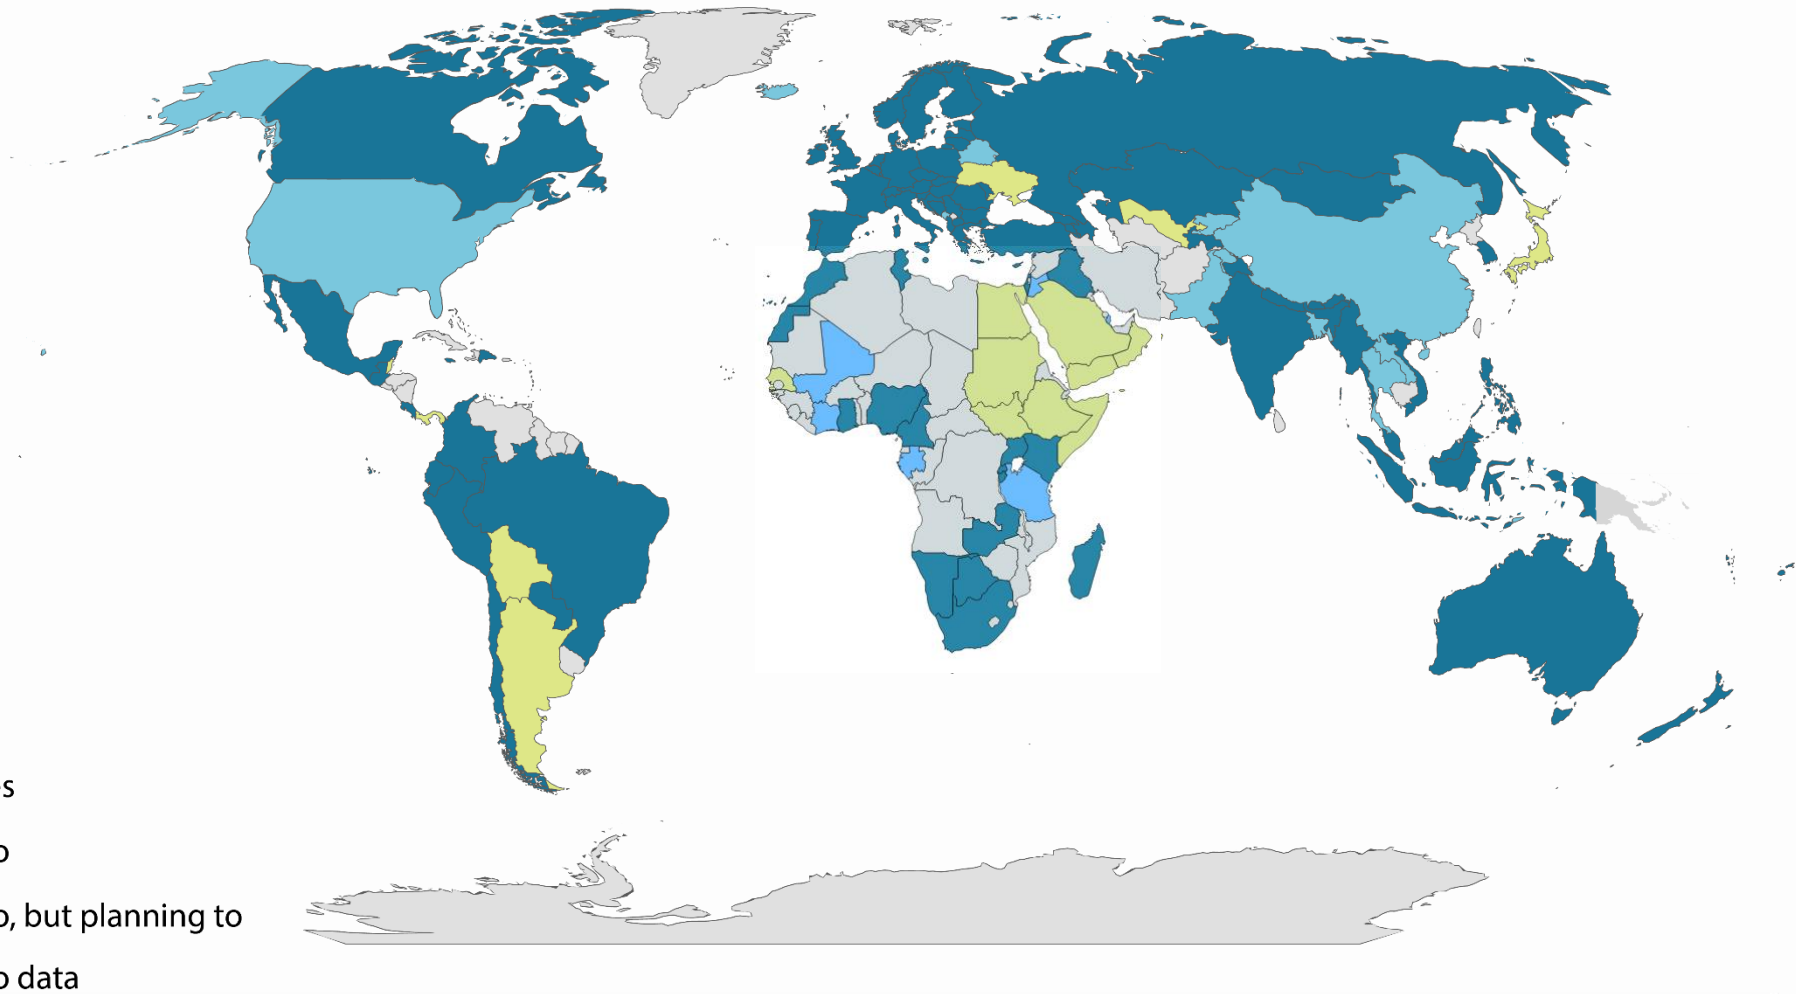 s
o
o, but planning to
o data